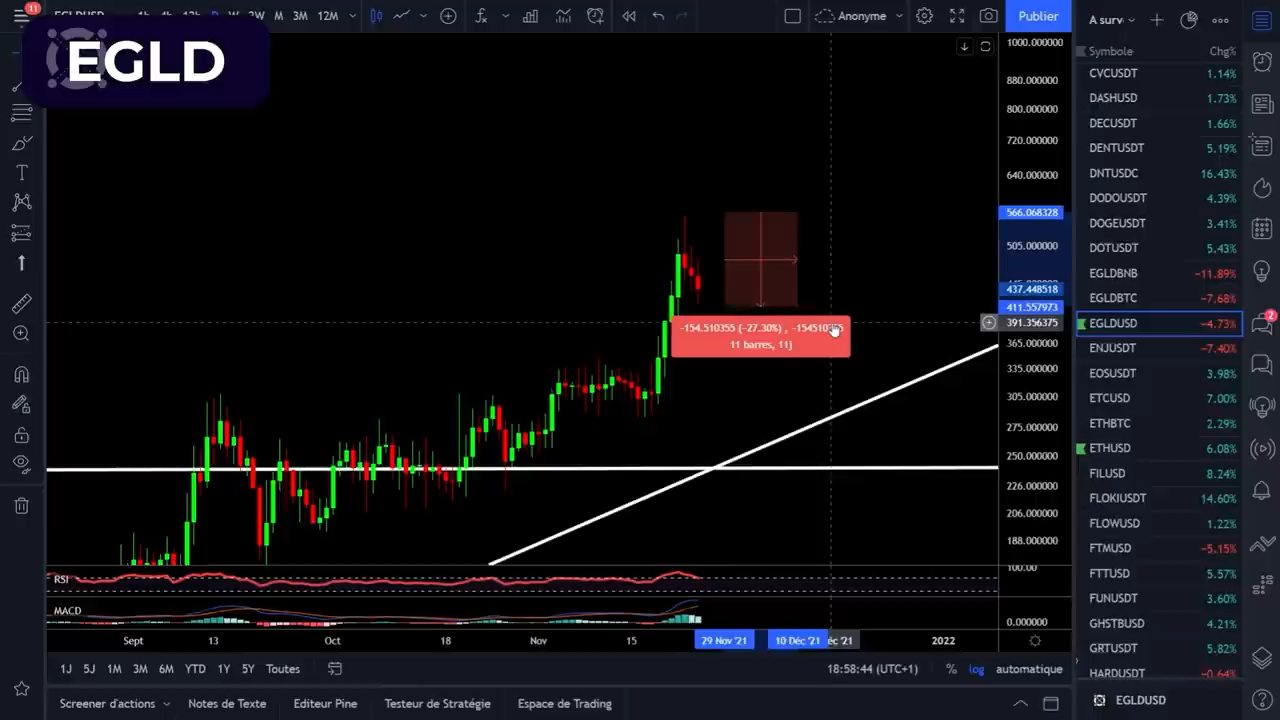 11
EGLD
2W
M
3M
12M
Anonyme
Publier
A surv
Symbole Chg%
CVCUSDT 1.14%
DASHUSD 1.73%
DECUSDT 1.66%
DENTUSDT 5.19%
DNTUSDC 16.43%
DODOUSDT 4.39%
DOGEUSDT 3.41%
DOTUSDT 5.43%
EGLDBNB −11.89%
EGLDBTC −7.68%
EGLDUSD −4.73%
2
ENJUSDT −7.40%
EOSUSDT 3.98%
ETCUSD 7.00%
ETHBTC 2.29%
ETHUSD 6.08%
FILUSD 8.24%
FLOKIUSDT 14.60%
FLOWUSD 1.22%
FTMUSD −5.15%
FTTUSD 5.57%
FUNUSDT 3.60%
GHSTBUSD 4.21%
GRTUSDT 5.82%
HARDUSDT −0.64%
EGLDUSD
1000.000000
880.000000
800.000000
720.000000
640.000000
566.068328
505.000000
437.448518
411.557973
391.356375
365.000000
335.000000
305.000000
275.000000
250.000000
226.000000
206.000000
188.000000
100.00
0.000000
-154.510355 (-27.30%) , -154510355
11 barres, 11j
RSI
MACD
Sept 13 Oct 18 Nov 15 29 Nov '21 10 Déc '21 2022
1J 5J 1M 3M 6M YTD 1Y 5Y Toutes
18:58:44 (UTC+1) % log automatique
Screener d'actions Notes de Texte Editeur Pine Testeur de Stratégie Espace de Trading